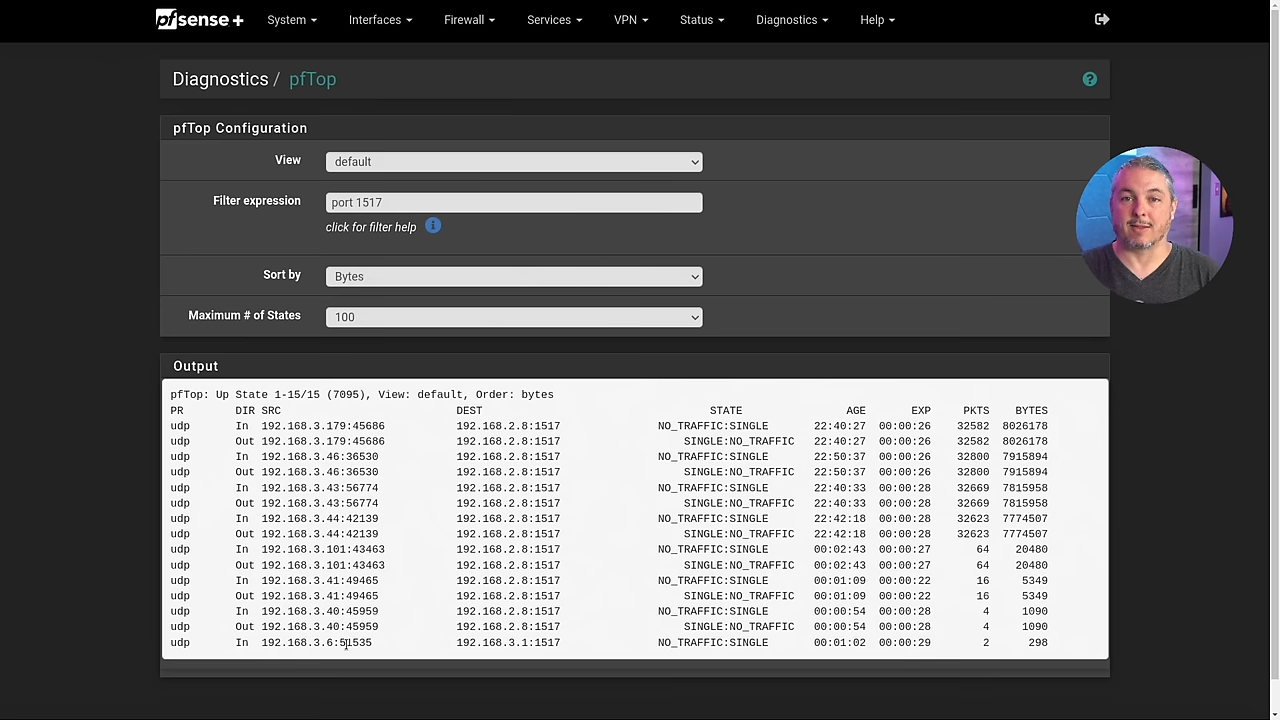 pfsense +
System
Interfaces
Firewall
Services
VPN
Status
Diagnostics
Help
Diagnostics / pfTop
pfTop Configuration
View default
Filter expression port 1517
click for filter help
Sort by Bytes
Maximum # of States 100
Output
pfTop: Up State 1-15/15 (7095), View: default, Order: bytes
PR DIR SRC DEST STATE AGE EXP PKTS BYTES
udp In 192.168.3.179:45686 192.168.2.8:1517 NO_TRAFFIC:SINGLE 22:40:27 00:00:26 32582 8026178
udp Out 192.168.3.179:45686 192.168.2.8:1517 SINGLE:NO_TRAFFIC 22:40:27 00:00:26 32582 8026178
udp In 192.168.3.46:36530 192.168.2.8:1517 NO_TRAFFIC:SINGLE 22:50:37 00:00:26 32800 7915894
udp Out 192.168.3.46:36530 192.168.2.8:1517 SINGLE:NO_TRAFFIC 22:50:37 00:00:26 32800 7915894
udp In 192.168.3.43:56774 192.168.2.8:1517 NO_TRAFFIC:SINGLE 22:40:33 00:00:28 32669 7815958
udp Out 192.168.3.43:56774 192.168.2.8:1517 SINGLE:NO_TRAFFIC 22:40:33 00:00:28 32669 7815958
udp In 192.168.3.44:42139 192.168.2.8:1517 NO_TRAFFIC:SINGLE 22:42:18 00:00:28 32623 7774507
udp Out 192.168.3.44:42139 192.168.2.8:1517 SINGLE:NO_TRAFFIC 22:42:18 00:00:28 32623 7774507
udp In 192.168.3.101:43463 192.168.2.8:1517 NO_TRAFFIC:SINGLE 00:02:43 00:00:27 64 20480
udp Out 192.168.3.101:43463 192.168.2.8:1517 SINGLE:NO_TRAFFIC 00:02:43 00:00:27 64 20480
udp In 192.168.3.41:49465 192.168.2.8:1517 NO_TRAFFIC:SINGLE 00:01:09 00:00:22 16 5349
udp Out 192.168.3.41:49465 192.168.2.8:1517 SINGLE:NO_TRAFFIC 00:01:09 00:00:22 16 5349
udp In 192.168.3.40:45959 192.168.2.8:1517 NO_TRAFFIC:SINGLE 00:00:54 00:00:28 4 1090
udp Out 192.168.3.40:45959 192.168.2.8:1517 SINGLE:NO_TRAFFIC 00:00:54 00:00:28 4 1090
udp In 192.168.3.6:51535 192.168.3.1:1517 NO_TRAFFIC:SINGLE 00:01:02 00:00:29 2 298